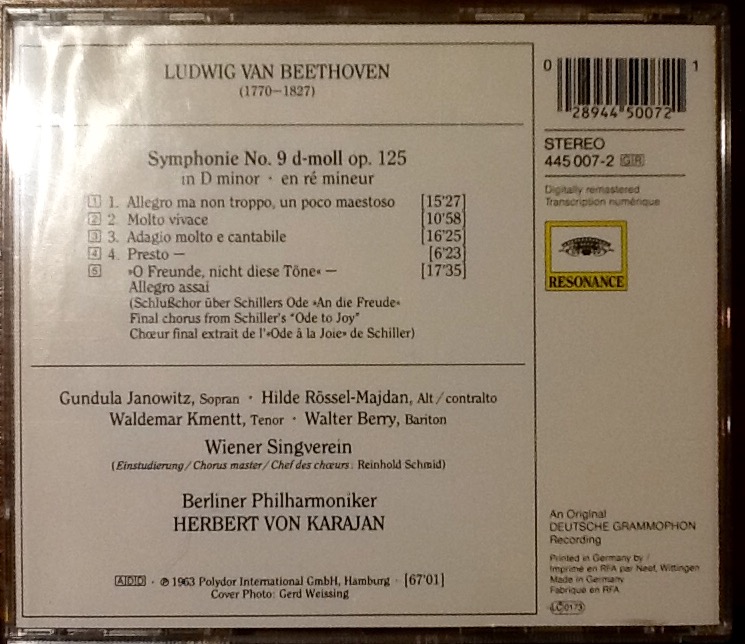 LUDWIG VAN BEETHOVEN
(1770–1827)
Symphonie No. 9 d-moll op. 125
in D minor · en ré mineur
1 1. Allegro ma non troppo, un poco maestoso [15'27]
2 2. Molto vivace [10'58]
3 3. Adagio molto e cantabile [16'25]
4 4. Presto – [6'23]
5 »O Freunde, nicht diese Töne« – [17'35]
Allegro assai
(Schlußchor über Schillers Ode »An die Freude«
Final chorus from Schiller's "Ode to Joy"
Chœur final extrait de l'»Ode à la Joie« de Schiller)
Gundula Janowitz, Sopran · Hilde Rössel-Majdan, Alt / contralto
Waldemar Kmentt, Tenor · Walter Berry, Bariton
Wiener Singverein
(Einstudierung / Chorus master / Chef des chœurs: Reinhold Schmid)
Berliner Philharmoniker
HERBERT VON KARAJAN
ADD · ℗ 1963 Polydor International GmbH, Hamburg · [67'01]
Cover Photo: Gerd Weissing
0 28944 50072 1
STEREO
445 007-2 GR
Digitally remastered
Transcription numérique
RESONANCE
An Original
DEUTSCHE GRAMMOPHON
Recording
Printed in Germany by /
Imprimé en RFA par Neef, Wittingen
Made in Germany
Fabriqué en RFA
LC 0173